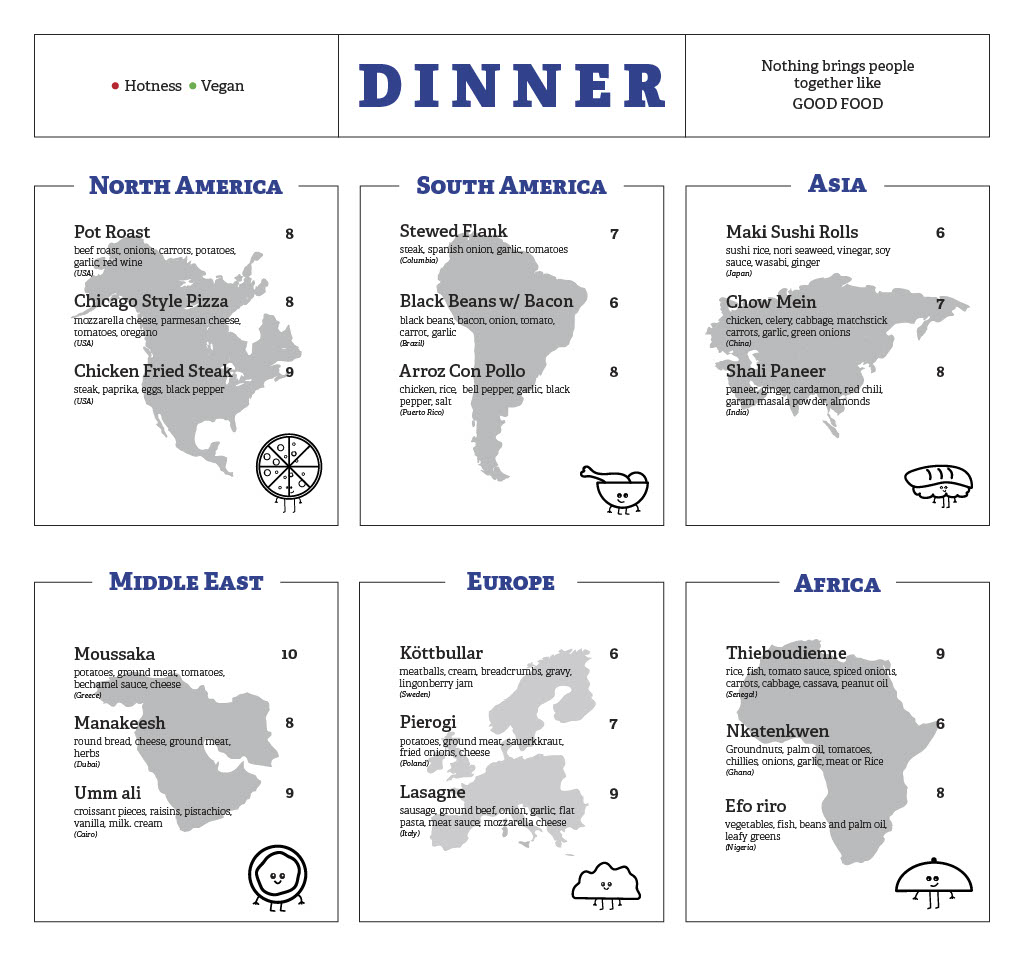 Hotness Vegan
DINNER
Nothing brings people
together like
GOOD FOOD
North America
Pot Roast 8
beef roast, onions, carrots, potatoes,
garlic, red wine
(USA)
Chicago Style Pizza 8
mozzarella cheese, parmesan cheese,
tomatoes, oregano
(USA)
Chicken Fried Steak 9
steak, paprika, eggs, black pepper
(USA)
South America
Stewed Flank 7
steak, spanish onion, garlic, tomatoes
(Columbia)
Black Beans w/ Bacon 6
black beans, bacon, onion, tomato,
carrot, garlic
(Brazil)
Arroz Con Pollo 8
chicken, rice, bell pepper, garlic, black
pepper, salt
(Puerto Rico)
Asia
Maki Sushi Rolls 6
sushi rice, nori seaweed, vinegar, soy
sauce, wasabi, ginger
(Japan)
Chow Mein 7
chicken, celery, cabbage, matchstick
carrots, garlic, green onions
(China)
Shali Paneer 8
paneer, ginger, cardamon, red chili,
garam masala powder, almonds
(India)
Middle East
Moussaka 10
potatoes, ground meat, tomatoes,
bechamel sauce, cheese
(Greece)
Manakeesh 8
round bread, cheese, ground meat,
herbs
(Dubai)
Umm ali 9
croissant pieces, raisins, pistachios,
vanilla, milk. cream
(Cairo)
Europe
Köttbullar 6
meatballs, cream, breadcrumbs, gravy,
lingonberry jam
(Sweden)
Pierogi 7
potatoes, ground meat, sauerkkraut,
fried onions, cheese
(Poland)
Lasagne 9
sausage, ground beef, onion, garlic, flat
pasta, meat sauce, mozzarella cheese
(Italy)
Africa
Thieboudienne 9
rice, fish, tomato sauce, spiced onions,
carrots, cabbage, cassava, peanut oil
(Senegal)
Nkatenkwen 6
Groundnuts, palm oil, tomatoes,
chillies, onions, garlic, meat or Rice
(Ghana)
Efo riro 8
vegetables, fish, beans and palm oil,
leafy greens
(Nigeria)